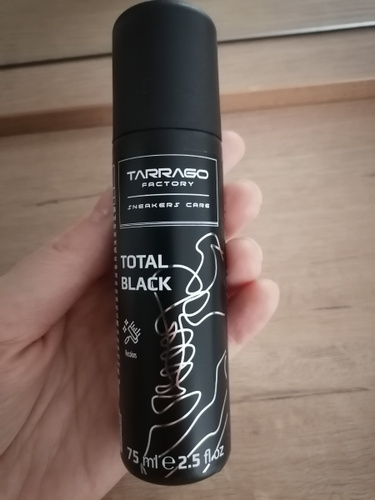 TARRAGO
FACTORY
SNEAKERS CARE
TOTAL
BLACK
75 ml e 2.5 fl.oz